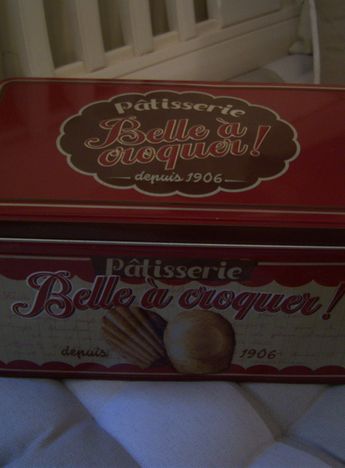 Pâtisserie
Belle à
croquer !
depuis 1906
Pâtisserie
Belle à croquer !
depuis 1906